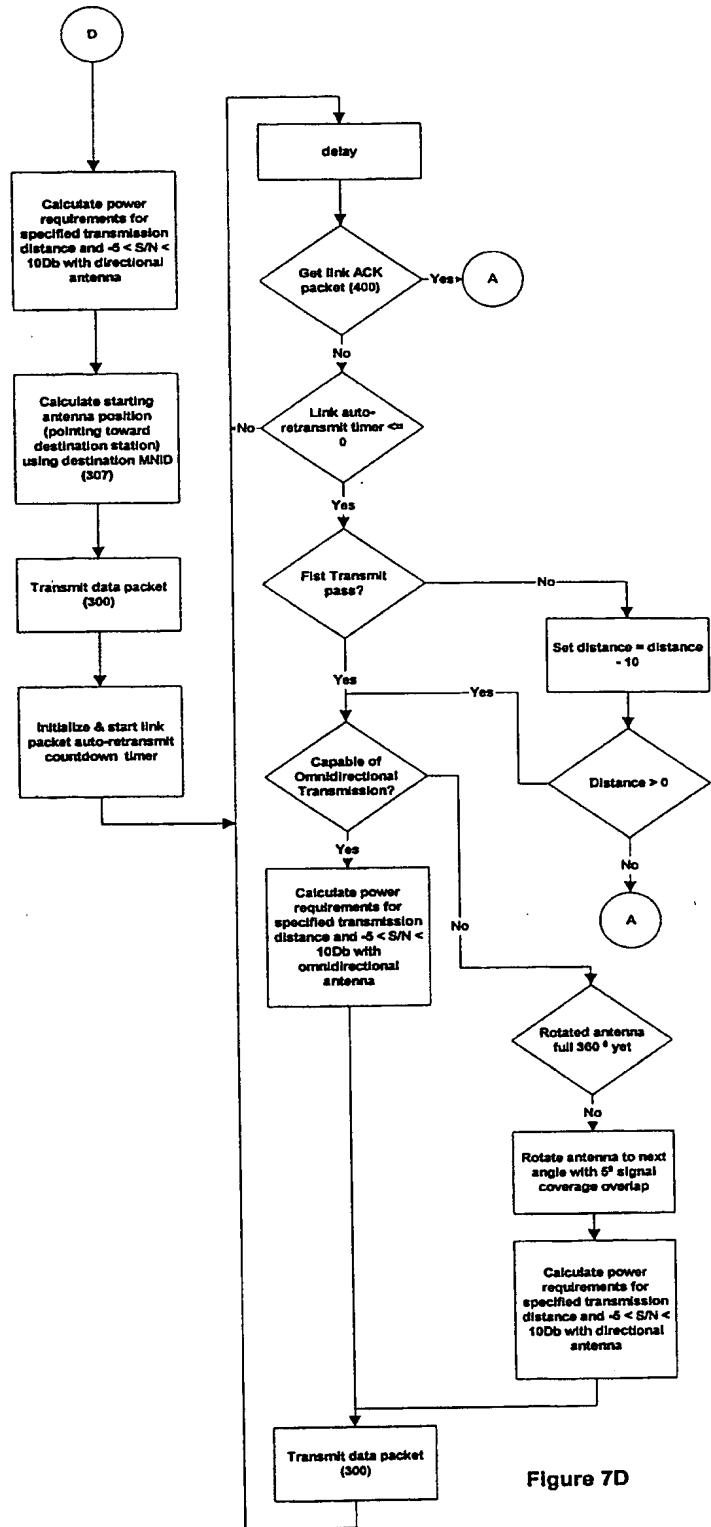 D
Calculate power
requirements for
specified transmission
distance and -5 < S/N <
10Db with directional
antenna
Calculate starting
antenna position
(pointing toward
destination station)
using destination MNID
(307)
Transmit data packet
(300)
Initialize & start link
packet auto-retransmit
countdown timer
delay
Get link ACK
packet (400)
Yes
A
No
Link auto-
retransmit timer <=
0
No
Yes
Fist Transmit
pass?
No
Set distance = distance
- 10
Yes
Yes
Distance > 0
No
A
Capable of
Omnidirectional
Transmission?
Yes
No
Calculate power
requirements for
specified transmission
distance and -5 < S/N <
10Db with
omnidirectional
antenna
Rotated antenna
full 360 º yet
No
Rotate antenna to next
angle with 5º signal
coverage overlap
Calculate power
requirements for
specified transmission
distance and -5 < S/N <
10Db with directional
antenna
Transmit data packet
(300)
Figure 7D